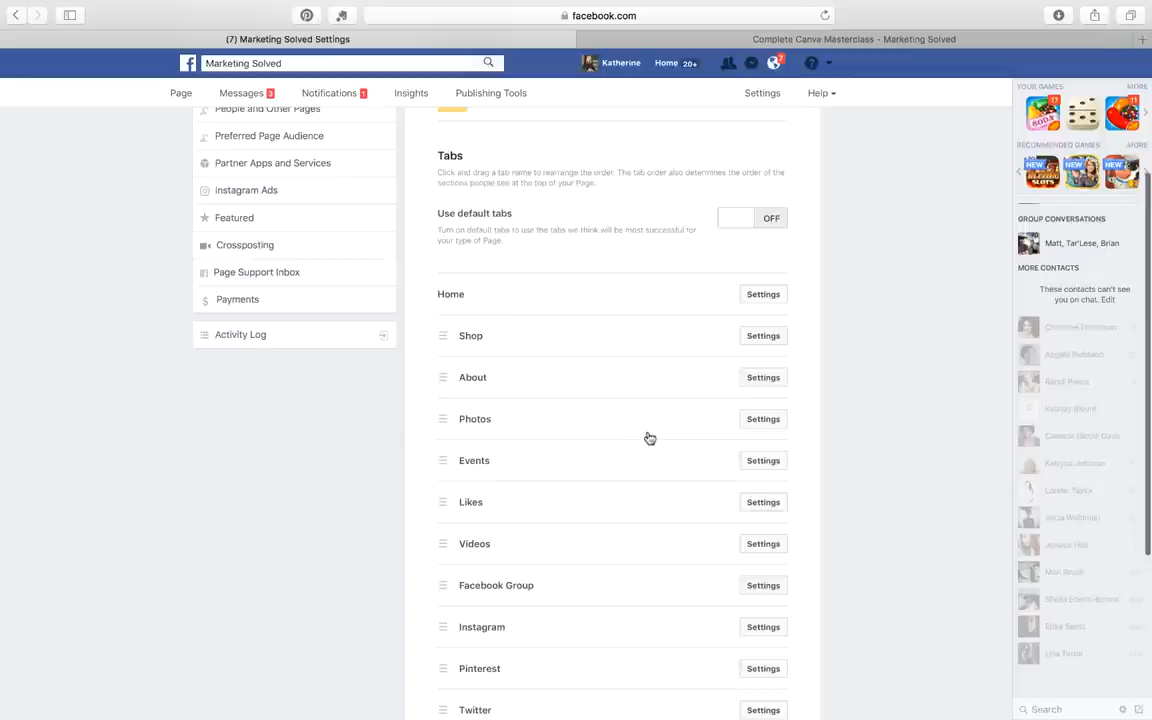 facebook.com
(7) Marketing Solved Settings
Complete Canva Masterclass - Marketing Solved
Marketing Solved
Katherine
Home 20+
7
Page
Messages 3
Notifications 1
Insights
Publishing Tools
Settings
Help
People and Other Pages
Preferred Page Audience
Partner Apps and Services
Instagram Ads
Featured
Crossposting
Page Support Inbox
Payments
Activity Log
Tabs
Click and drag a tab name to rearrange the order. The tab order also determines the order of the
sections people see at the top of your Page.
Use default tabs
OFF
Turn on default tabs to use the tabs we think will be most successful for
your type of Page.
Home Settings
Shop Settings
About Settings
Photos Settings
Events Settings
Likes Settings
Videos Settings
Facebook Group Settings
Instagram Settings
Pinterest Settings
Twitter Settings
YOUR GAMES MORE
17
11
SODA
RECOMMENDED GAMES MORE
NEW
NEW
NEW
SLOTS
GROUP CONVERSATIONS
Matt, Tar'Lese, Brian
MORE CONTACTS
These contacts can't see
you on chat. Edit
Search